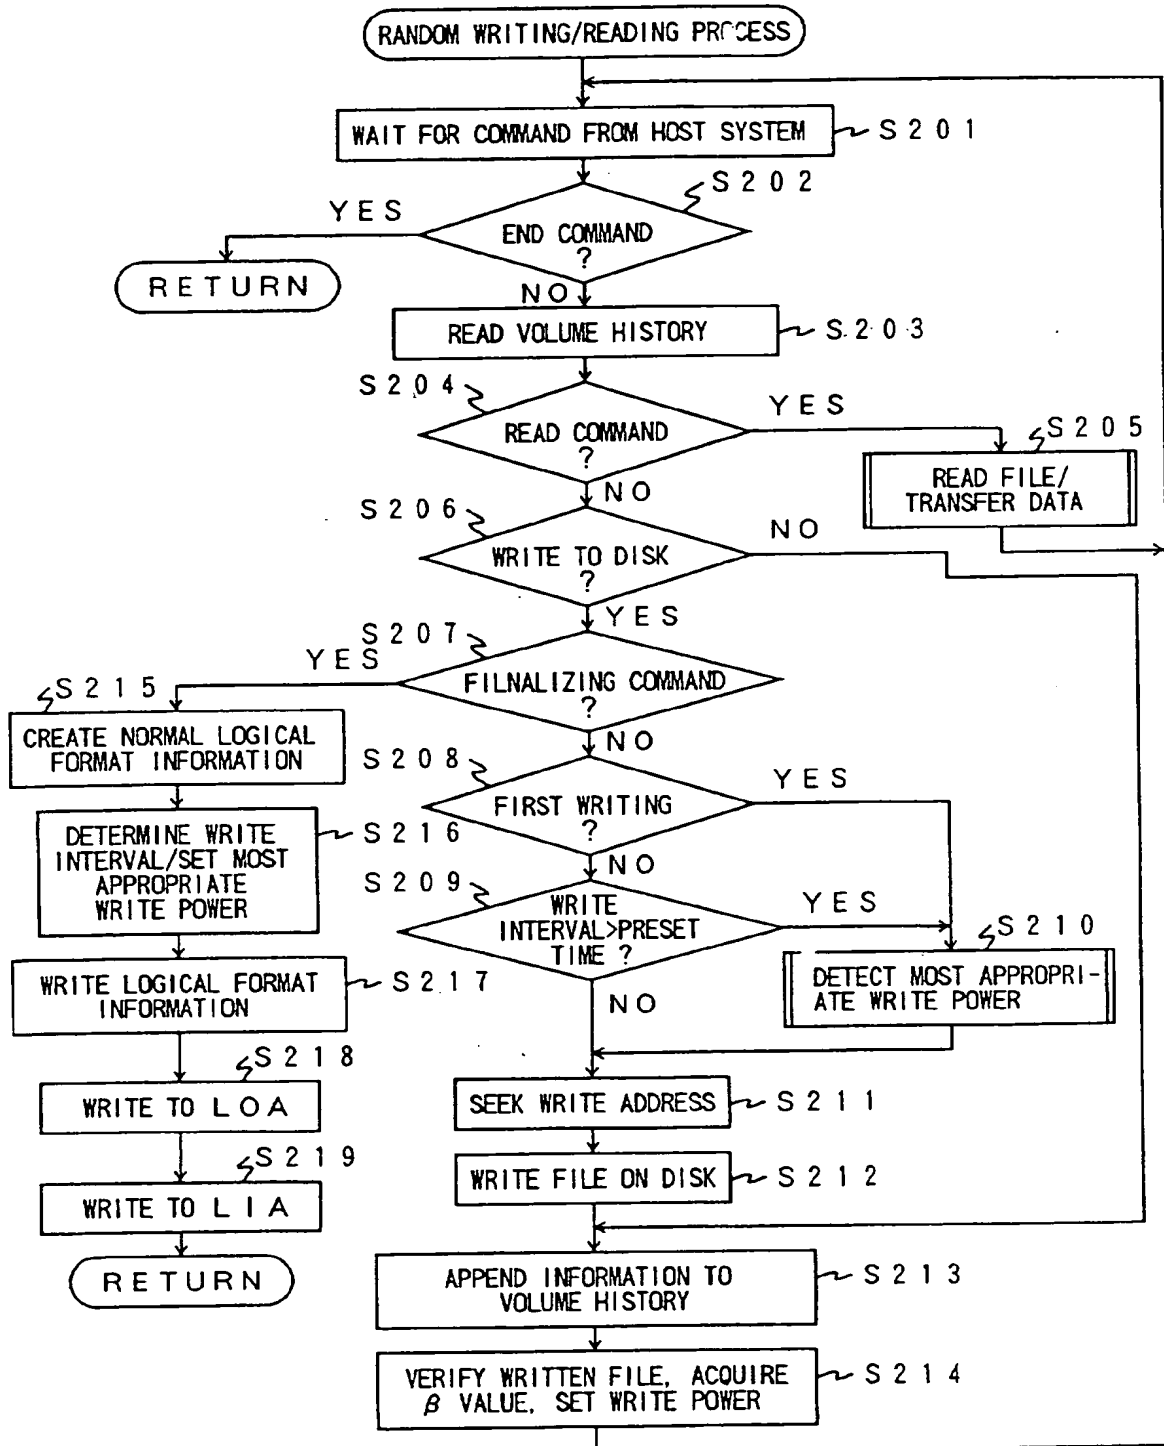 RANDOM WRITING/READING PROCESS
WAIT FOR COMMAND FROM HOST SYSTEM
S201
S202
YES
END COMMAND
?
RETURN
NO
READ VOLUME HISTORY
S203
S204
YES
READ COMMAND
?
S205
READ FILE/
TRANSFER DATA
NO
S206
NO
WRITE TO DISK
?
YES
S207
YES
FILNALIZING COMMAND
?
S215
CREATE NORMAL LOGICAL
FORMAT INFORMATION
NO
S208
YES
FIRST WRITING
?
DETERMINE WRITE
INTERVAL/SET MOST
APPROPRIATE
WRITE POWER
S216
NO
S209
YES
WRITE
INTERVAL>PRESET
TIME ?
S210
DETECT MOST APPROPRI-
ATE WRITE POWER
WRITE LOGICAL FORMAT
INFORMATION
S217
NO
S218
WRITE TO LOA
SEEK WRITE ADDRESS
S211
S219
WRITE TO LIA
WRITE FILE ON DISK
S212
RETURN
APPEND INFORMATION TO
VOLUME HISTORY
S213
VERIFY WRITTEN FILE, ACQUIRE
β VALUE, SET WRITE POWER
S214